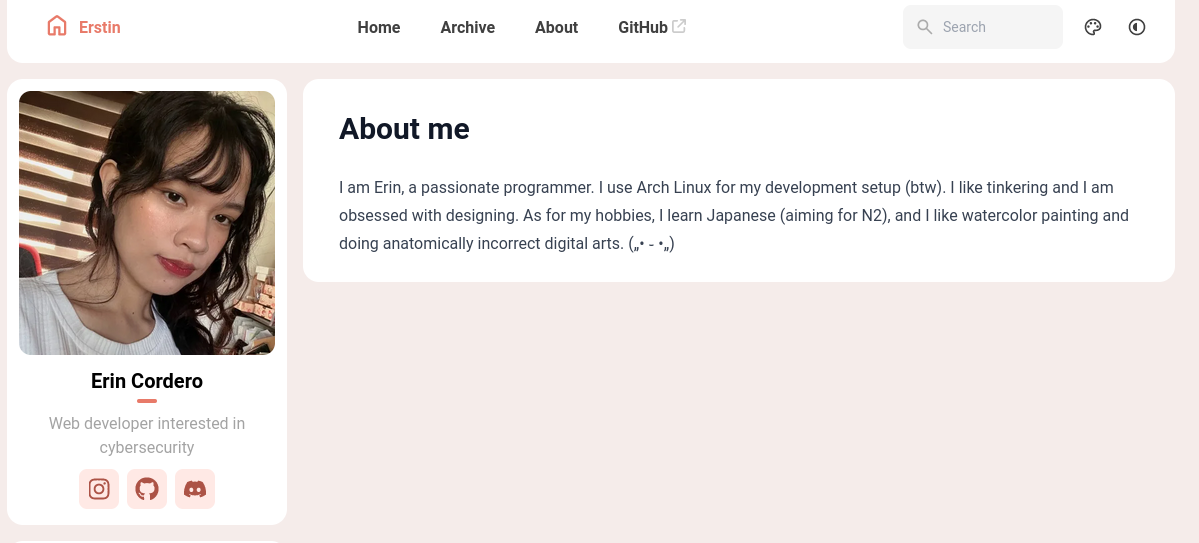 Erstin
Home
Archive
About
GitHub
Search
Erin Cordero
Web developer interested in
cybersecurity
About me
I am Erin, a passionate programmer. I use Arch Linux for my development setup (btw). I like tinkering and I am
obsessed with designing. As for my hobbies, I learn Japanese (aiming for N2), and I like watercolor painting and
doing anatomically incorrect digital arts. („• ֊ •„)